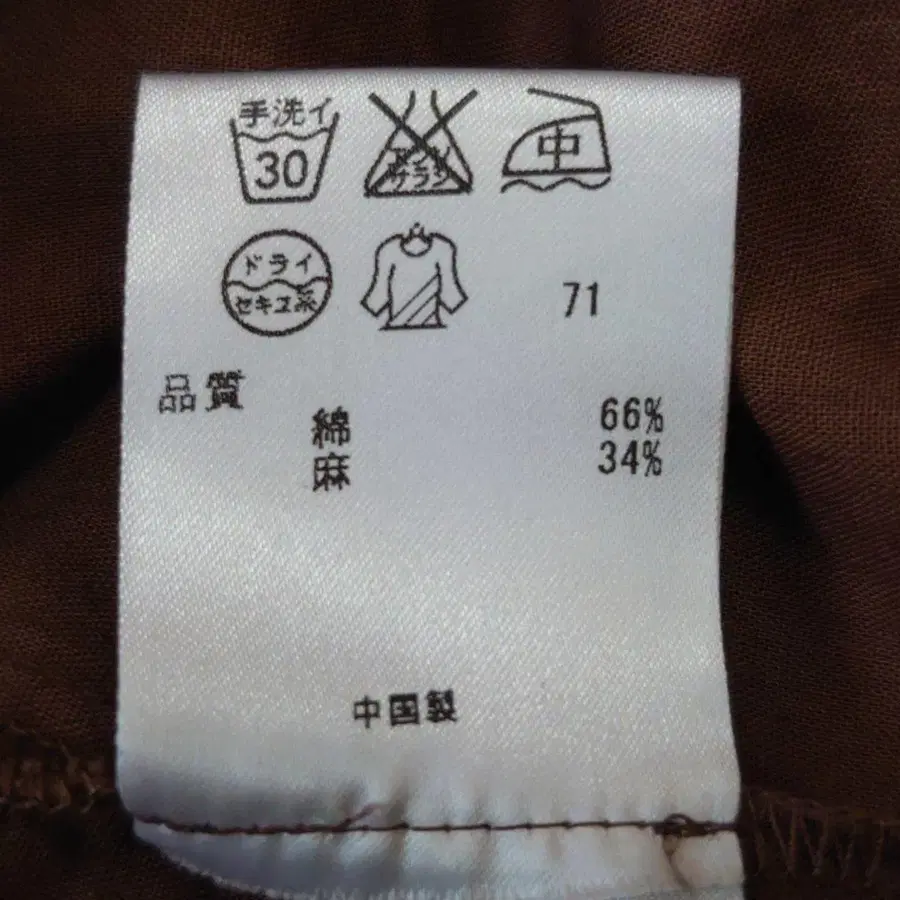 手洗イ
30
エンソ
サラシ
中
ドライ
セキユ系
71
品質
綿 66%
麻 34%
中国製